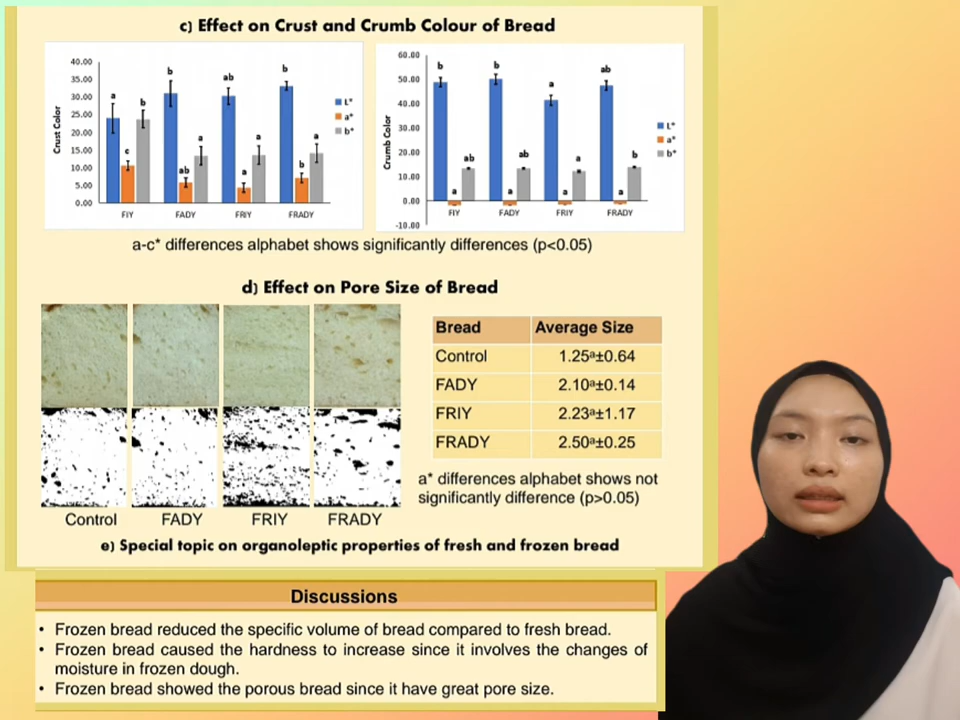 c) Effect on Crust and Crumb Colour of Bread
40.00
35.00
30.00
25.00
20.00
15.00
10.00
5.00
0.00
Crust Color
a
c
b
b
ab
a
ab
a
a
b
b
a
FIY
FADY
FRIY
FRADY
L*
a*
b*
60.00
50.00
40.00
30.00
20.00
10.00
0.00
-10.00
Crumb Color
b
a
ab
b
a
ab
a
a
a
ab
a
b
FIY
FADY
FRIY
FRADY
L*
a*
b*
a-c* differences alphabet shows significantly differences (p<0.05)
d) Effect on Pore Size of Bread
Bread Average Size
Control 1.25ᵃ±0.64
FADY 2.10ᵃ±0.14
FRIY 2.23ᵃ±1.17
FRADY 2.50ᵃ±0.25
a* differences alphabet shows not
significantly difference (p>0.05)
Control FADY FRIY FRADY
e) Special topic on organoleptic properties of fresh and frozen bread
Discussions
• Frozen bread reduced the specific volume of bread compared to fresh bread.
• Frozen bread caused the hardness to increase since it involves the changes of
moisture in frozen dough.
• Frozen bread showed the porous bread since it have great pore size.